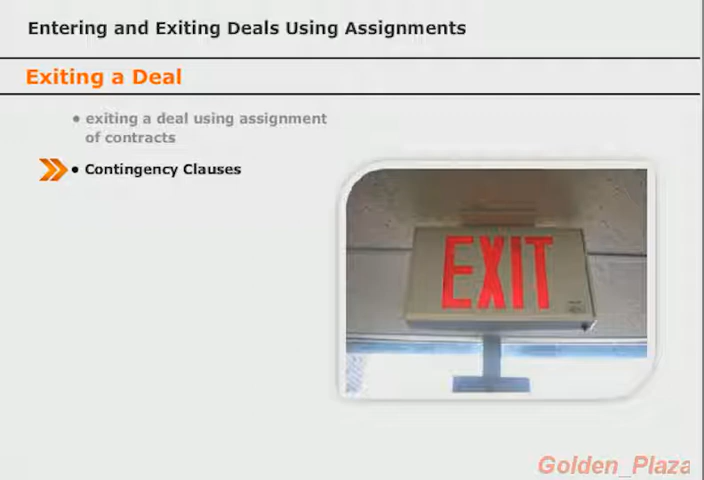 Entering and Exiting Deals Using Assignments
Exiting a Deal
• exiting a deal using assignment
of contracts
• Contingency Clauses
EXIT
Golden_Plaza